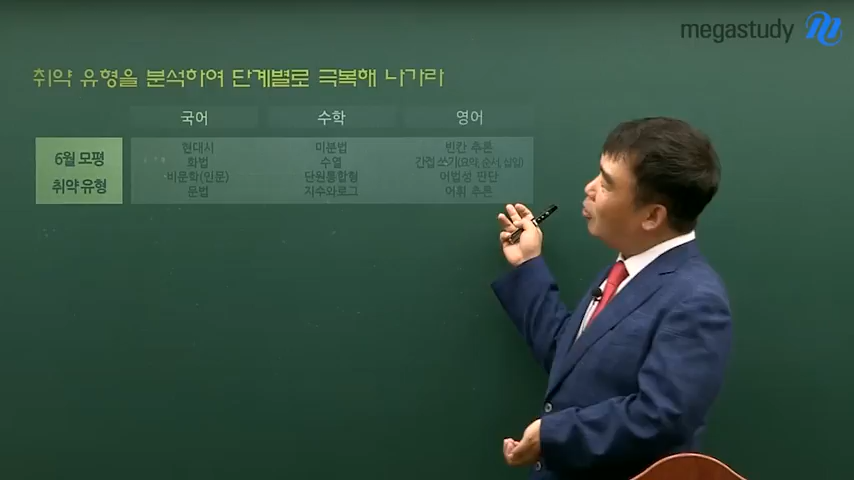 megastudy
취약 유형을 분석하여 단계별로 극복해 나가라
국어 수학 영어
6월 모평
취약 유형
현대시 미분법 빈칸 추론
화법 수열 간접 쓰기(요약, 순서, 삽입)
비문학(인문) 단원통합형 어법성 판단
문법 지수와로그 어휘 추론